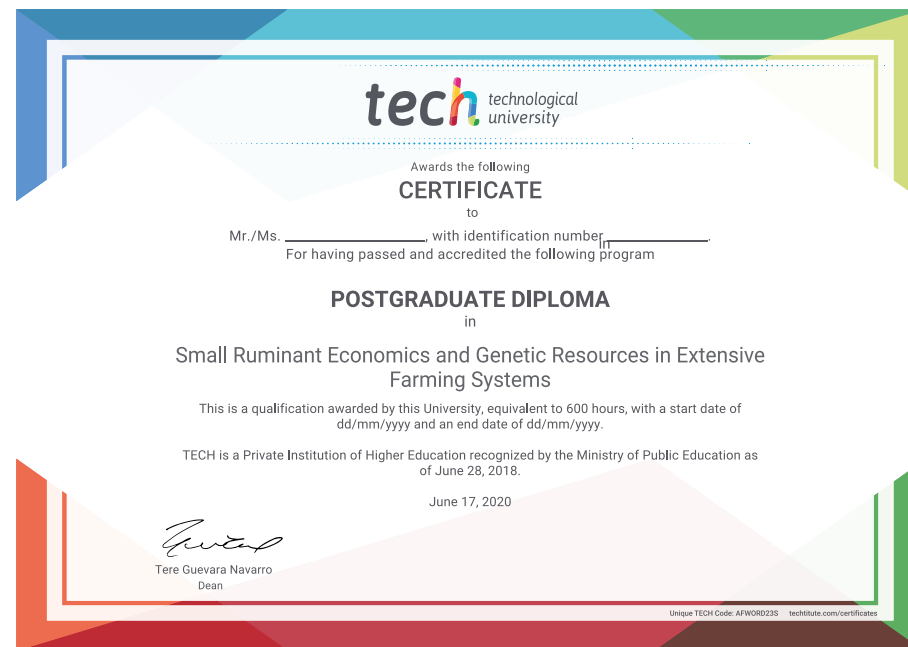 tech technological
university
Awards the following
CERTIFICATE
to
Mr./Ms. ____________________, with identification number ______________.
In
For having passed and accredited the following program
POSTGRADUATE DIPLOMA
in
Small Ruminant Economics and Genetic Resources in Extensive
Farming Systems
This is a qualification awarded by this University, equivalent to 600 hours, with a start date of
dd/mm/yyyy and an end date of dd/mm/yyyy.
TECH is a Private Institution of Higher Education recognized by the Ministry of Public Education as
of June 28, 2018.
June 17, 2020
Tere Guevara Navarro
Dean
Unique TECH Code: AFWORD23S techtitute.com/certificates